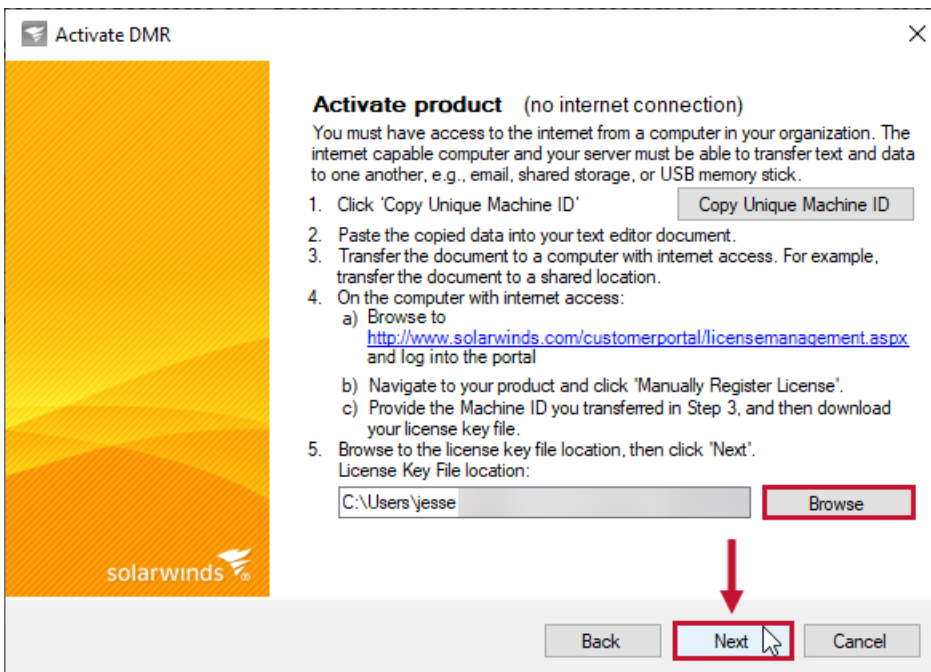 Activate DMR
Activate product (no internet connection)
You must have access to the internet from a computer in your organization. The
internet capable computer and your server must be able to transfer text and data
to one another, e.g., email, shared storage, or USB memory stick.
1. Click 'Copy Unique Machine ID' Copy Unique Machine ID
2. Paste the copied data into your text editor document.
3. Transfer the document to a computer with internet access. For example,
transfer the document to a shared location.
4. On the computer with internet access:
a) Browse to
http://www.solarwinds.com/customerportal/licensemanagement.aspx
and log into the portal
b) Navigate to your product and click 'Manually Register License'.
c) Provide the Machine ID you transferred in Step 3, and then download
your license key file.
5. Browse to the license key file location, then click 'Next'.
License Key File location:
C:\Users\jesse Browse
solarwinds
Back Next Cancel